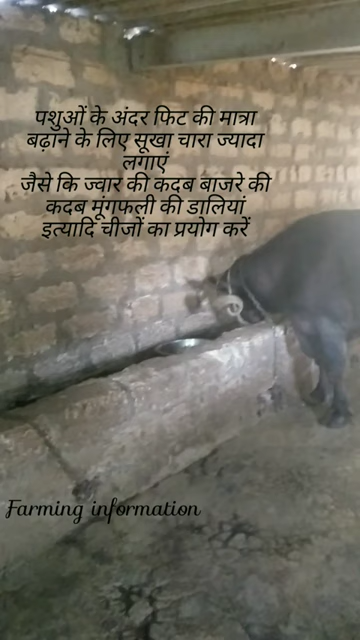 पशुओं के अंदर फिट की मात्रा
बढ़ाने के लिए सूखा चारा ज्यादा
लगाएं
जैसे कि ज्वार की कदब बाजरे की
कदब मूंगफली की डालियां
इत्यादि चीजों का प्रयोग करें
Farming information